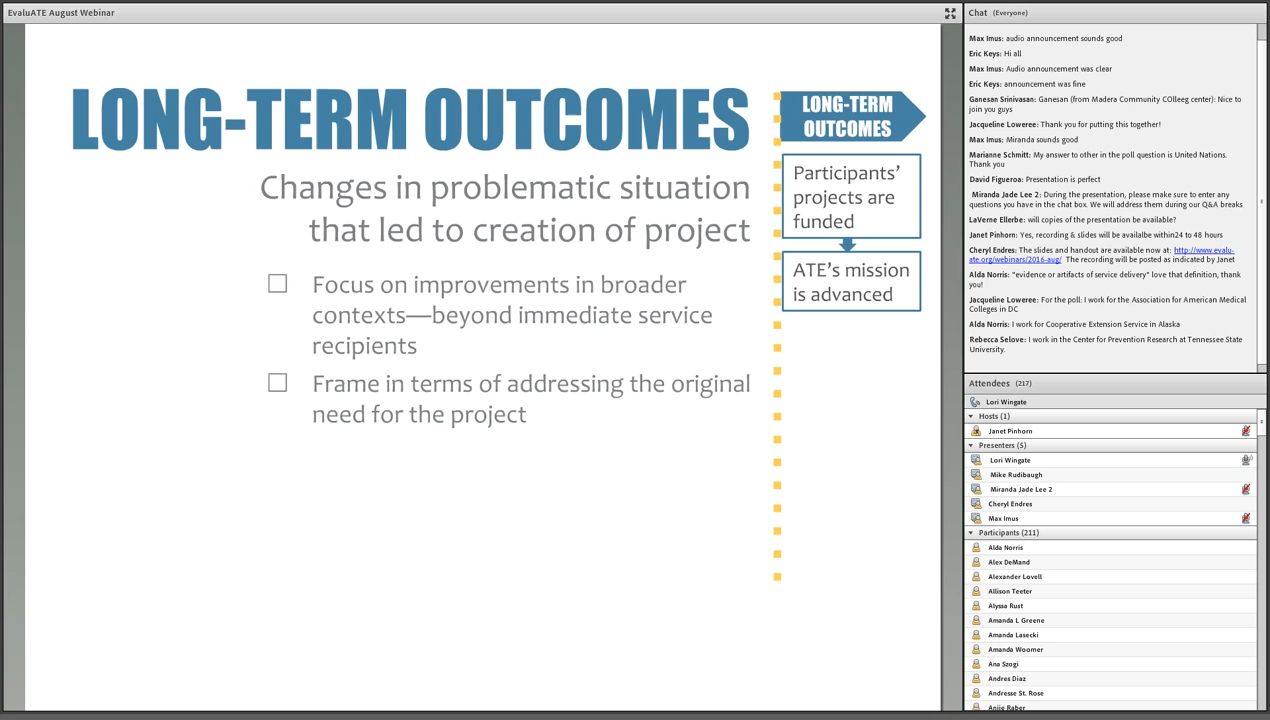 EvaluATE August Webinar
LONG-TERM OUTCOMES
Changes in problematic situation
that led to creation of project
Focus on improvements in broader
contexts—beyond immediate service
recipients
Frame in terms of addressing the original
need for the project
LONG-TERM
OUTCOMES
Participants’
projects are
funded
ATE’s mission
is advanced
Chat (Everyone)
Max Imus: audio announcement sounds good
Eric Keys: Hi all
Max Imus: Audio announcement was clear
Eric Keys: announcement was fine
Ganesan Srinivasan: Ganesan (from Madera Community COlleeg center): Nice to
join you guys
Jacqueline Loweree: Thank you for putting this together!
Max Imus: Miranda sounds good
Marianne Schmitt: My answer to other in the poll question is United Nations.
Thank you
David Figueroa: Presentation is perfect
Miranda Jade Lee 2: During the presentation, please make sure to enter any
questions you have in the chat box. We will address them during our Q&A breaks
LaVerne Ellerbe: will copies of the presentation be available?
Janet Pinhorn: Yes, recording & slides will be availalbe within24 to 48 hours
Cheryl Endres: The slides and handout are available now at: http://www.evalu-
ate.org/webinars/2016-aug/ The recording will be posted as indicated by Janet
Alda Norris: "evidence or artifacts of service delivery" love that definition, thank
you!
Jacqueline Loweree: For the poll: I work for the Association for American Medical
Colleges in DC
Alda Norris: I work for Cooperative Extension Service in Alaska
Rebecca Selove: I work in the Center for Prevention Research at Tennessee State
University.
Attendees (217)
Lori Wingate
Hosts (1)
Janet Pinhorn
Presenters (5)
Lori Wingate
Mike Rudibaugh
Miranda Jade Lee 2
Cheryl Endres
Max Imus
Participants (211)
Alda Norris
Alex DeMand
Alexander Lovell
Allison Teeter
Alyssa Rust
Amanda L Greene
Amanda Lasecki
Amanda Woomer
Ana Szogi
Andres Diaz
Andresse St. Rose